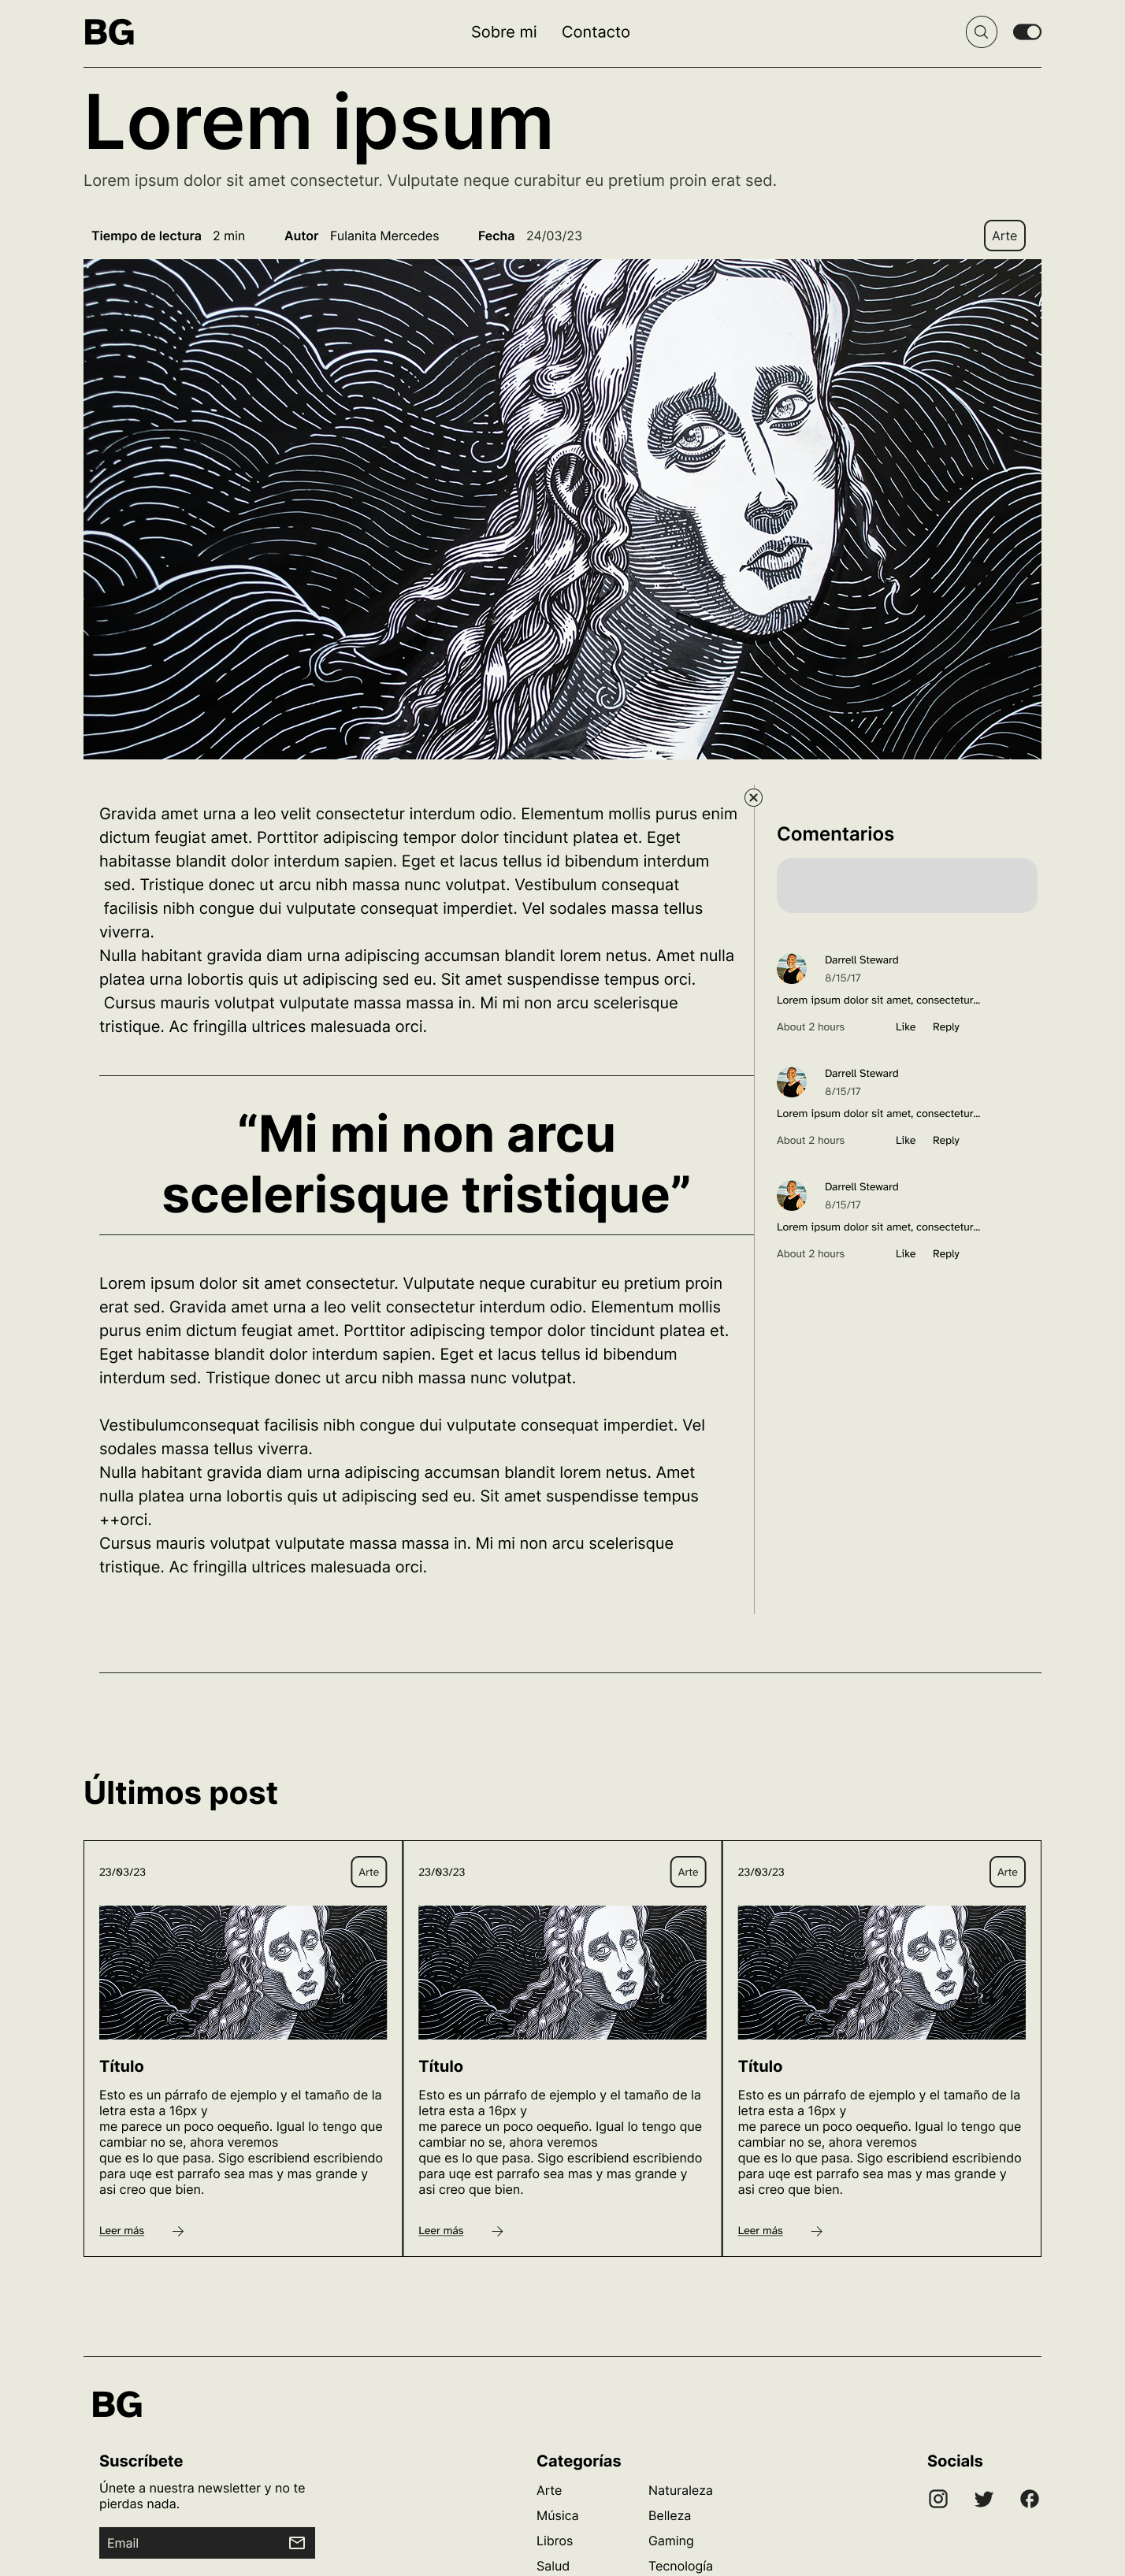 BG
Sobre mi Contacto
Lorem ipsum
Lorem ipsum dolor sit amet consectetur. Vulputate neque curabitur eu pretium proin erat sed.
Tiempo de lectura 2 min Autor Fulanita Mercedes Fecha 24/03/23 Arte
Gravida amet urna a leo velit consectetur interdum odio. Elementum mollis purus enim
dictum feugiat amet. Porttitor adipiscing tempor dolor tincidunt platea et. Eget
habitasse blandit dolor interdum sapien. Eget et lacus tellus id bibendum interdum
sed. Tristique donec ut arcu nibh massa nunc volutpat. Vestibulum consequat
facilisis nibh congue dui vulputate consequat imperdiet. Vel sodales massa tellus
viverra.
Nulla habitant gravida diam urna adipiscing accumsan blandit lorem netus. Amet nulla
platea urna lobortis quis ut adipiscing sed eu. Sit amet suspendisse tempus orci.
Cursus mauris volutpat vulputate massa massa in. Mi mi non arcu scelerisque
tristique. Ac fringilla ultrices malesuada orci.
“Mi mi non arcu
scelerisque tristique”
Lorem ipsum dolor sit amet consectetur. Vulputate neque curabitur eu pretium proin
erat sed. Gravida amet urna a leo velit consectetur interdum odio. Elementum mollis
purus enim dictum feugiat amet. Porttitor adipiscing tempor dolor tincidunt platea et.
Eget habitasse blandit dolor interdum sapien. Eget et lacus tellus id bibendum
interdum sed. Tristique donec ut arcu nibh massa nunc volutpat.
Vestibulumconsequat facilisis nibh congue dui vulputate consequat imperdiet. Vel
sodales massa tellus viverra.
Nulla habitant gravida diam urna adipiscing accumsan blandit lorem netus. Amet
nulla platea urna lobortis quis ut adipiscing sed eu. Sit amet suspendisse tempus
++orci.
Cursus mauris volutpat vulputate massa massa in. Mi mi non arcu scelerisque
tristique. Ac fringilla ultrices malesuada orci.
Comentarios
Darrell Steward
8/15/17
Lorem ipsum dolor sit amet, consectetur...
About 2 hours Like Reply
Darrell Steward
8/15/17
Lorem ipsum dolor sit amet, consectetur...
About 2 hours Like Reply
Darrell Steward
8/15/17
Lorem ipsum dolor sit amet, consectetur...
About 2 hours Like Reply
Últimos post
23/03/23 Arte
Título
Esto es un párrafo de ejemplo y el tamaño de la
letra esta a 16px y
me parece un poco oequeño. Igual lo tengo que
cambiar no se, ahora veremos
que es lo que pasa. Sigo escribiend escribiendo
para uqe est parrafo sea mas y mas grande y
asi creo que bien.
Leer más
23/03/23 Arte
Título
Esto es un párrafo de ejemplo y el tamaño de la
letra esta a 16px y
me parece un poco oequeño. Igual lo tengo que
cambiar no se, ahora veremos
que es lo que pasa. Sigo escribiend escribiendo
para uqe est parrafo sea mas y mas grande y
asi creo que bien.
Leer más
23/03/23 Arte
Título
Esto es un párrafo de ejemplo y el tamaño de la
letra esta a 16px y
me parece un poco oequeño. Igual lo tengo que
cambiar no se, ahora veremos
que es lo que pasa. Sigo escribiend escribiendo
para uqe est parrafo sea mas y mas grande y
asi creo que bien.
Leer más
BG
Suscríbete
Únete a nuestra newsletter y no te
pierdas nada.
Email
Categorías
Arte Naturaleza
Música Belleza
Libros Gaming
Salud Tecnología
Socials